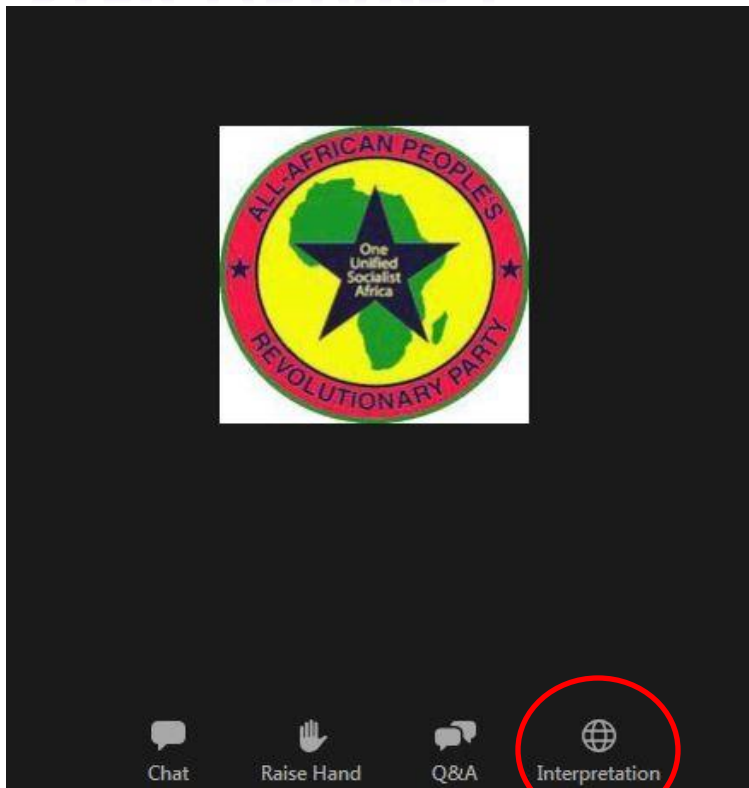 ALL-AFRICAN PEOPLE'S
One
Unified
Socialist
Africa
REVOLUTIONARY PARTY
Chat
Raise Hand
Q&A
Interpretation